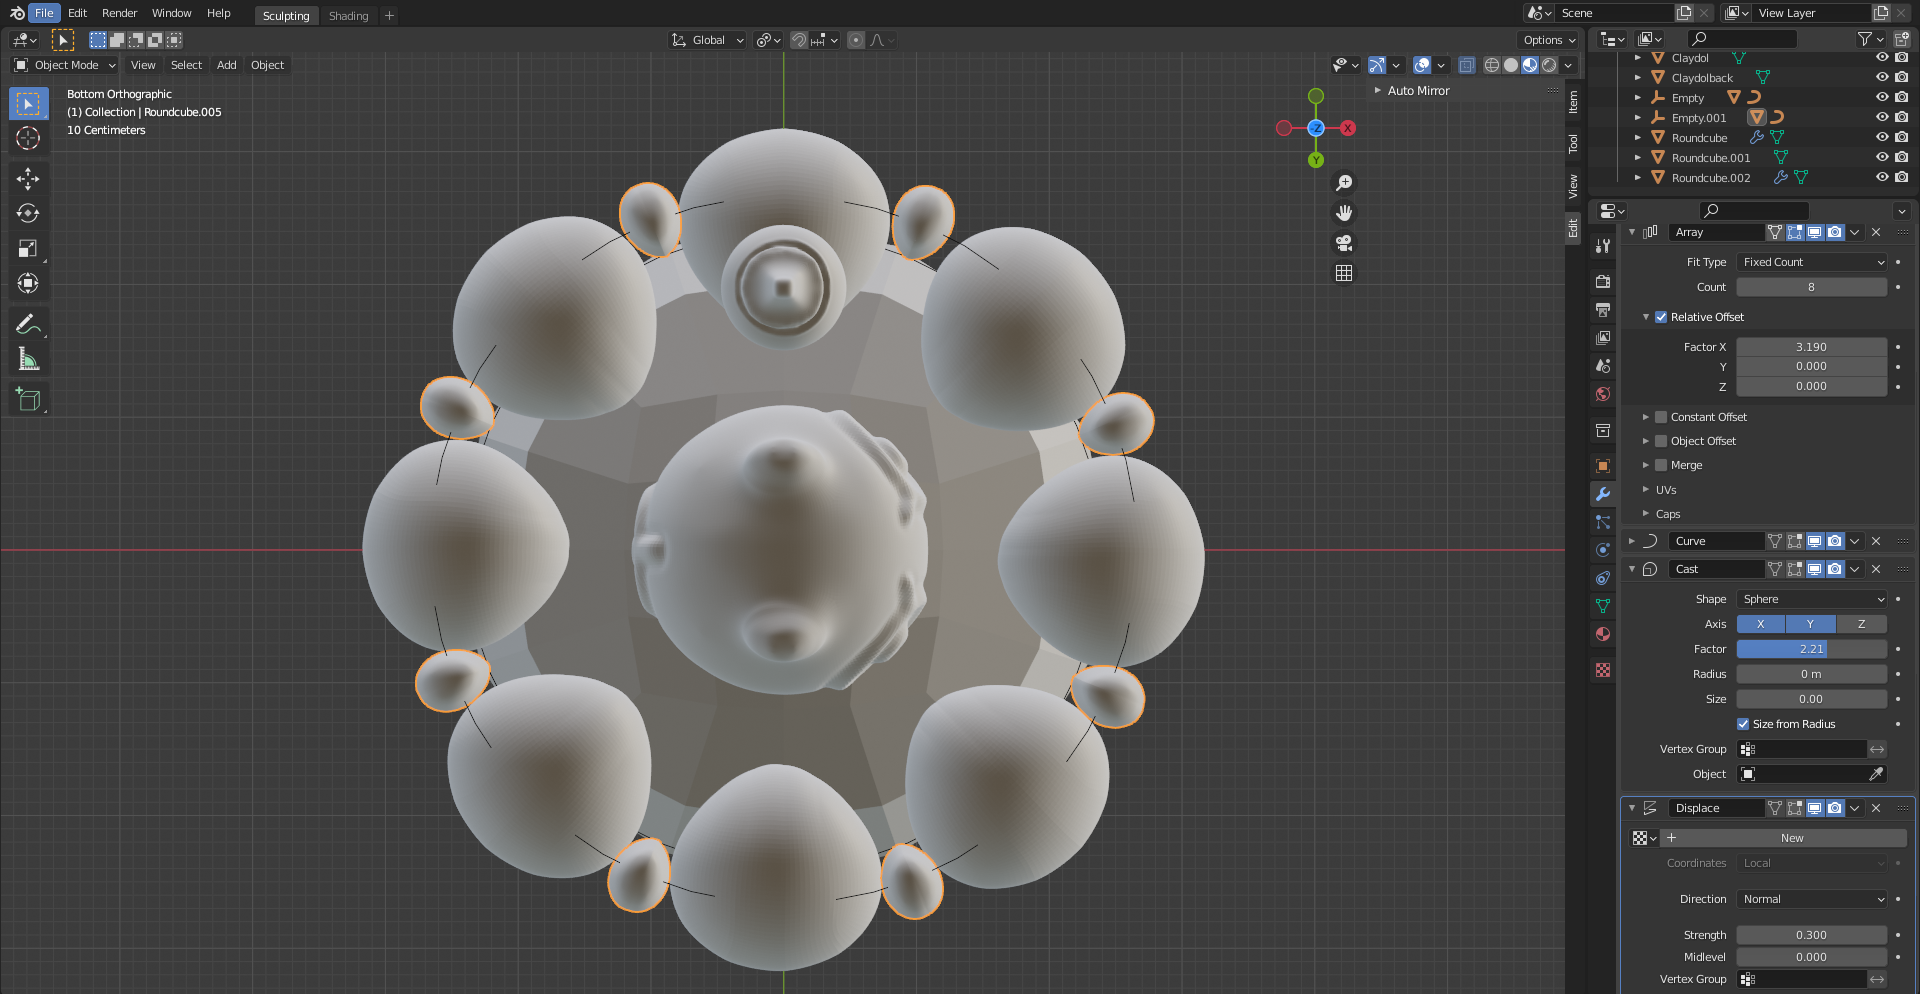 File Edit Render Window Help Sculpting Shading + Scene View Layer
Global Options
Object Mode View Select Add Object
Bottom Orthographic
(1) Collection | Roundcube.005
10 Centimeters
Auto Mirror
X
-Z
Y
Item
Tool
View
Edit
Claydol
Claydolback
Empty
Empty.001
Roundcube
Roundcube.001
Roundcube.002
Array
Fit Type Fixed Count
Count 8
Relative Offset
Factor X 3.190
Y 0.000
Z 0.000
Constant Offset
Object Offset
Merge
UVs
Caps
Curve
Cast
Shape Sphere
Axis X Y Z
Factor 2.21
Radius 0 m
Size 0.00
Size from Radius
Vertex Group
Object
Displace
+ New
Coordinates Local
Direction Normal
Strength 0.300
Midlevel 0.000
Vertex Group